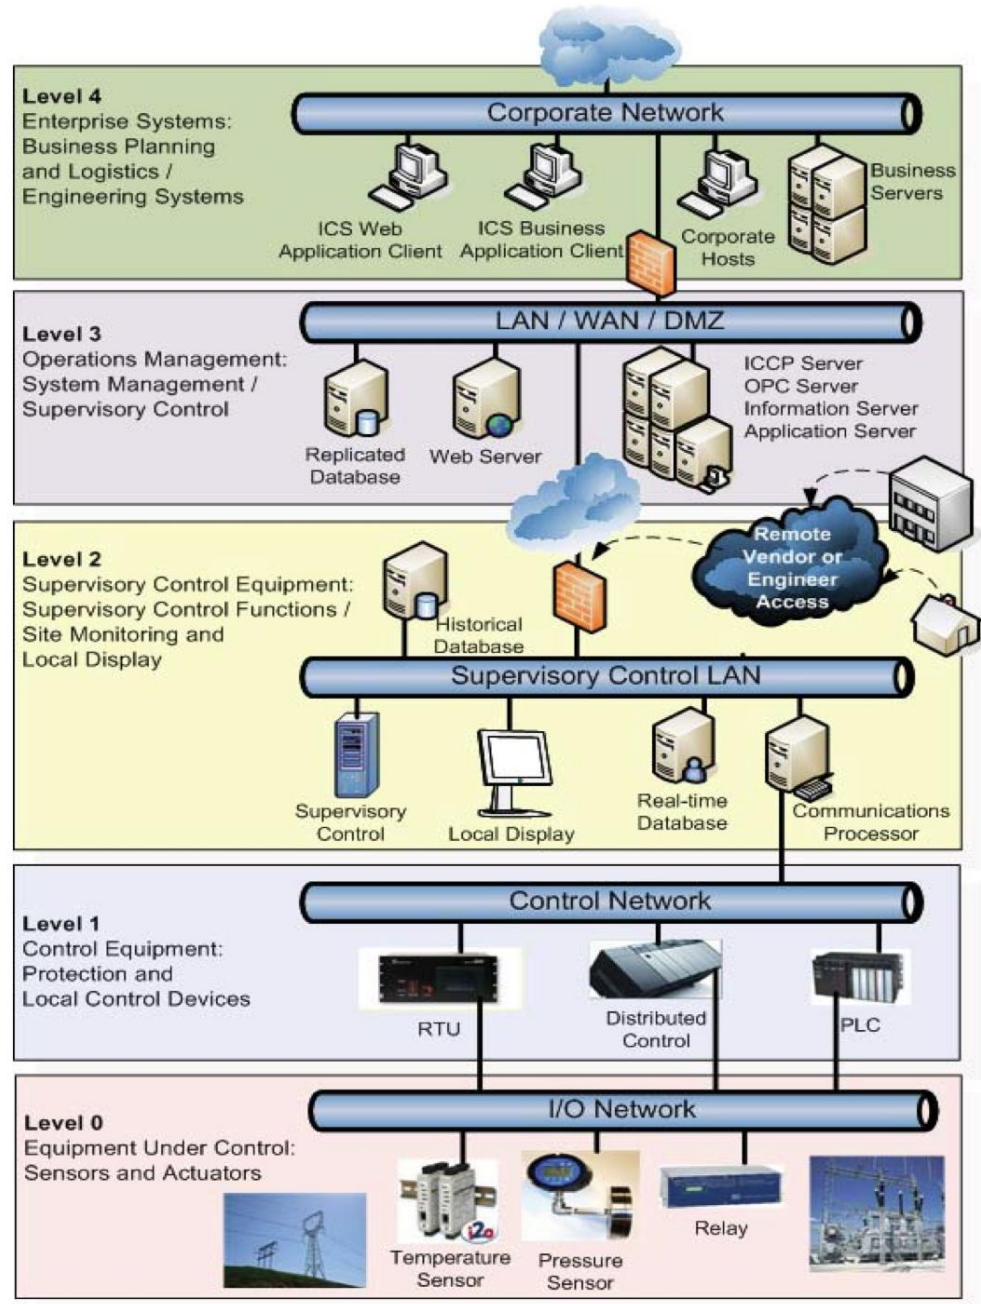 Corporate Network
Level 4
Enterprise Systems:
Business Planning
and Logistics /
Engineering Systems
ICS Web
Application Client
ICS Business
Application Client
Corporate
Hosts
Business
Servers
LAN / WAN / DMZ
Level 3
Operations Management:
System Management /
Supervisory Control
Replicated
Database
Web Server
ICCP Server
OPC Server
Information Server
Application Server
Remote
Vendor or
Engineer
Access
Level 2
Supervisory Control Equipment:
Supervisory Control Functions /
Site Monitoring and
Local Display
Historical
Database
Supervisory Control LAN
Supervisory
Control
Local Display
Real-time
Database
Communications
Processor
Control Network
Level 1
Control Equipment:
Protection and
Local Control Devices
RTU
Distributed
Control
PLC
I/O Network
Level 0
Equipment Under Control:
Sensors and Actuators
i2o
Temperature
Sensor
Pressure
Sensor
Relay